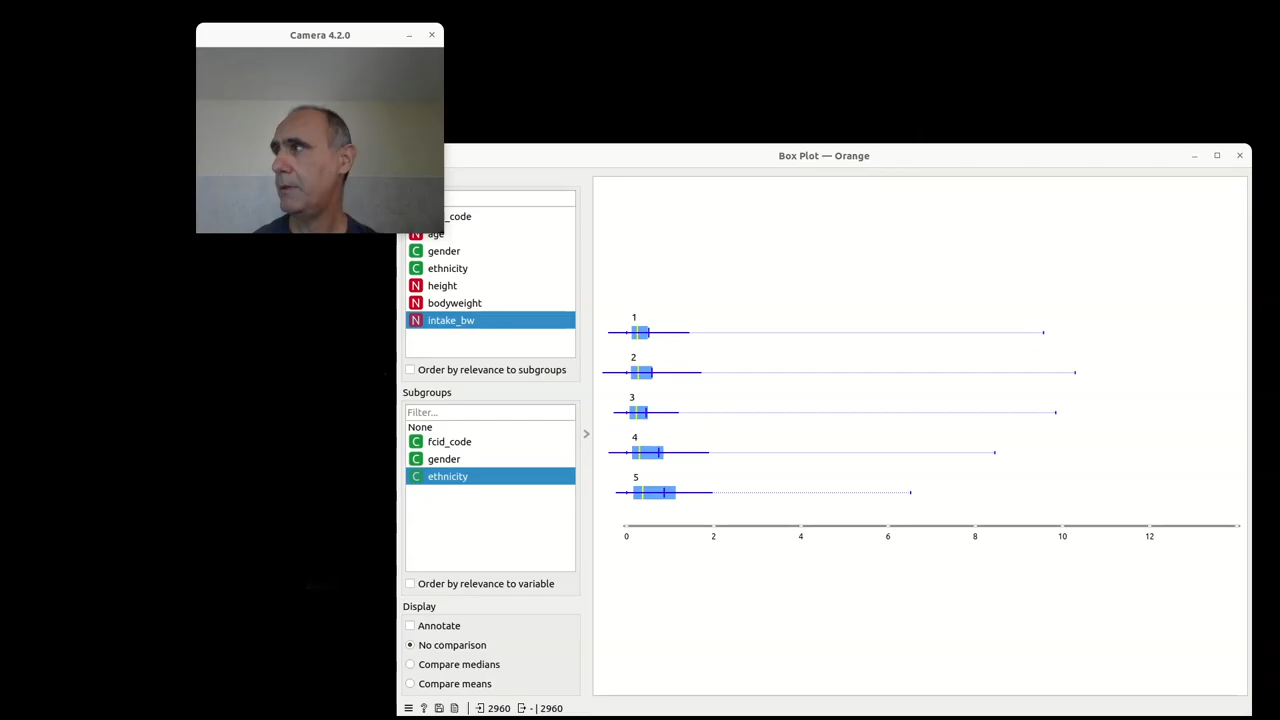 Camera 4.2.0
Box Plot — Orange
_code
N age
C gender
C ethnicity
N height
N bodyweight
N intake_bw
Order by relevance to subgroups
Subgroups
Filter...
None
C fcid_code
C gender
C ethnicity
Order by relevance to variable
Display
Annotate
No comparison
Compare medians
Compare means
2960 - | 2960
1
2
3
4
5
0 2 4 6 8 10 12